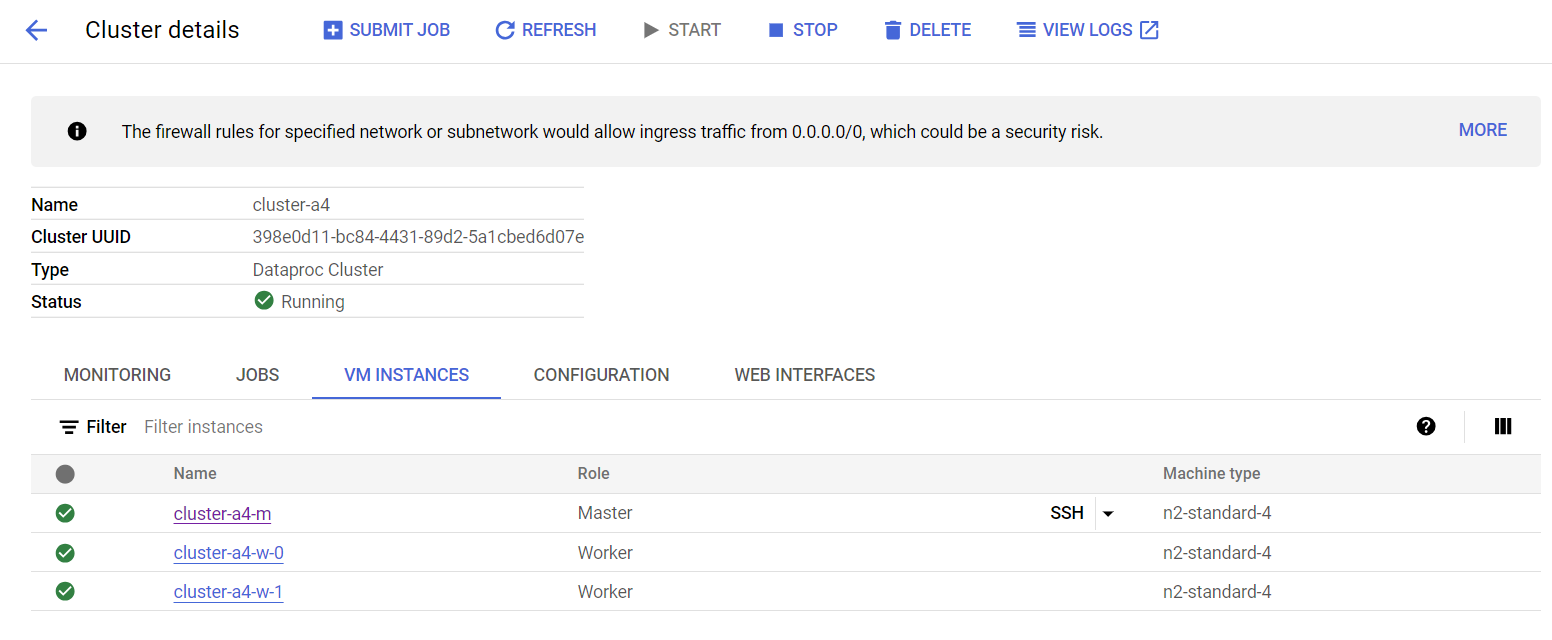 Cluster details SUBMIT JOB REFRESH START STOP DELETE VIEW LOGS
The firewall rules for specified network or subnetwork would allow ingress traffic from 0.0.0.0/0, which could be a security risk. MORE
Name cluster-a4
Cluster UUID 398e0d11-bc84-4431-89d2-5a1cbed6d07e
Type Dataproc Cluster
Status Running
MONITORING JOBS VM INSTANCES CONFIGURATION WEB INTERFACES
Filter Filter instances
Name Role Machine type
cluster-a4-m Master SSH n2-standard-4
cluster-a4-w-0 Worker n2-standard-4
cluster-a4-w-1 Worker n2-standard-4